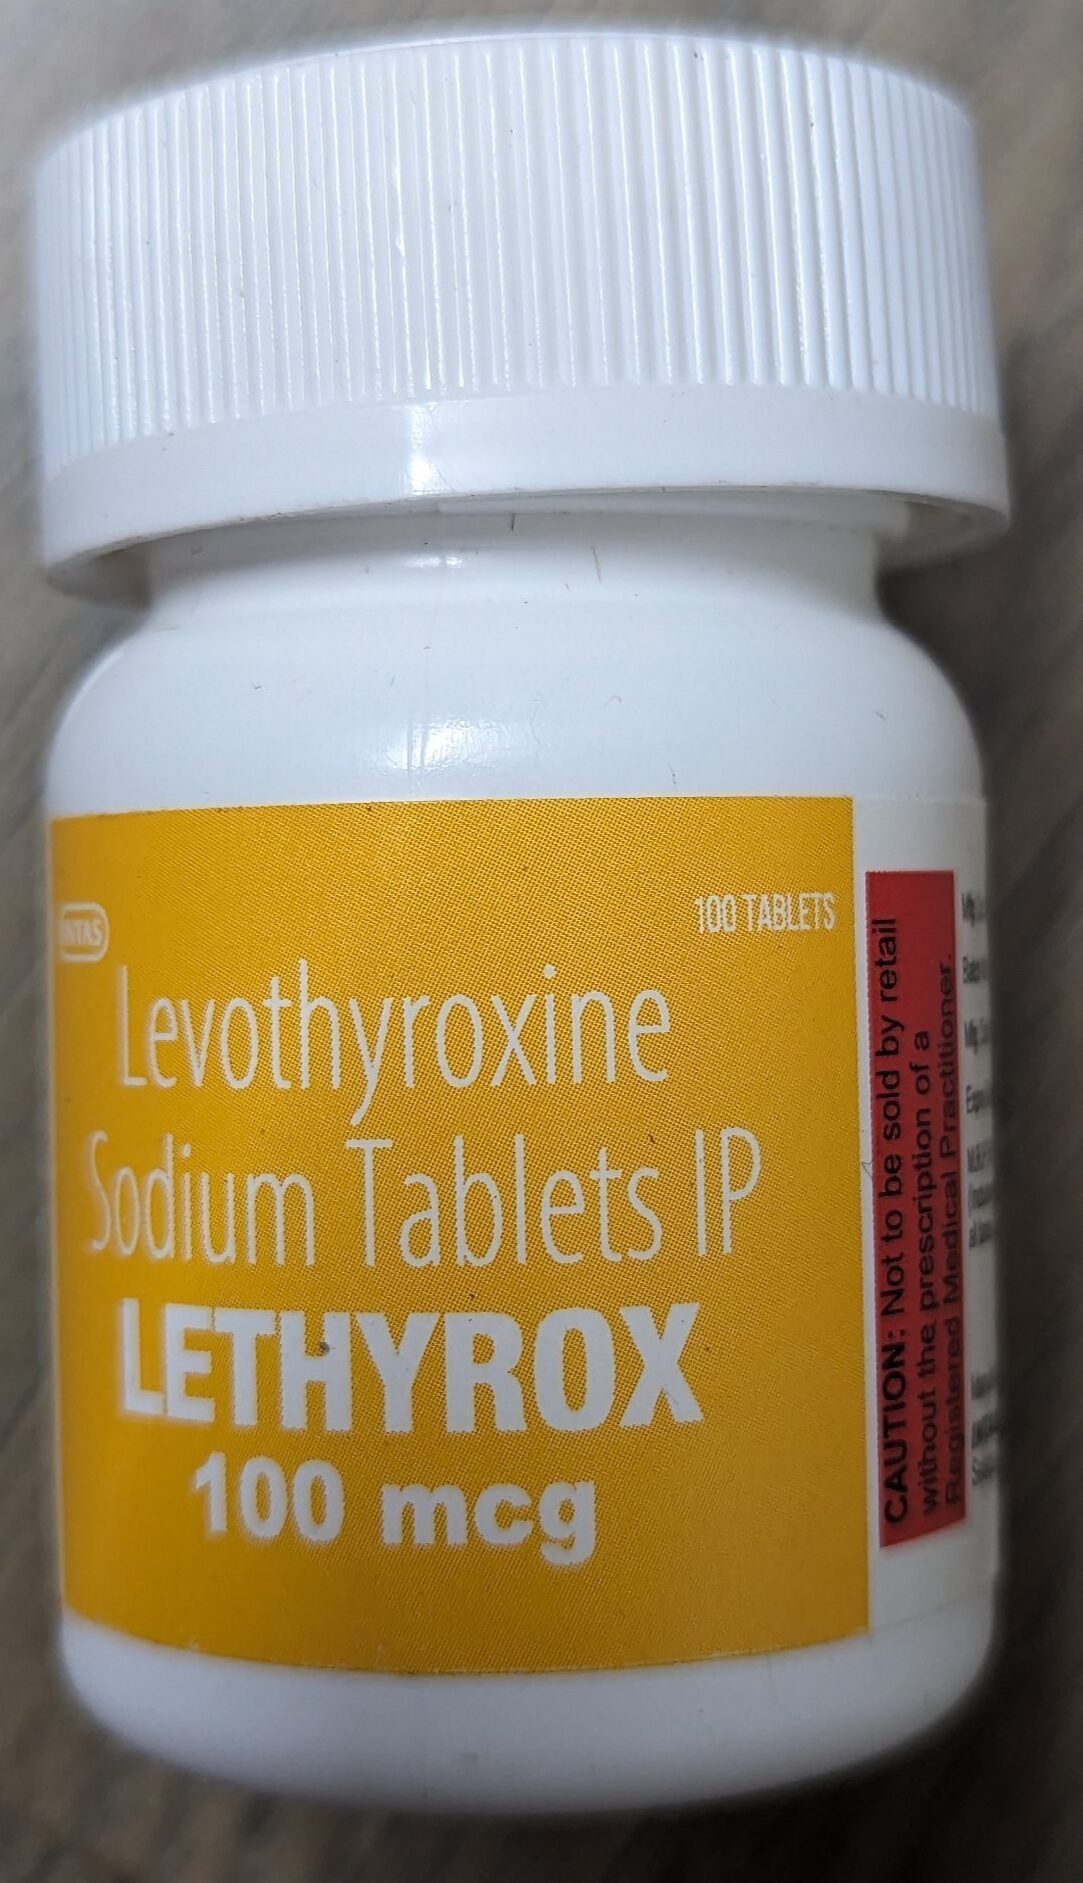 INTAS
100 TABLETS
Levothyroxine
Sodium Tablets IP
LETHYROX
100 mcg
CAUTION: Not to be sold by retail
without the prescription of a
Registered Medical Practitioner.